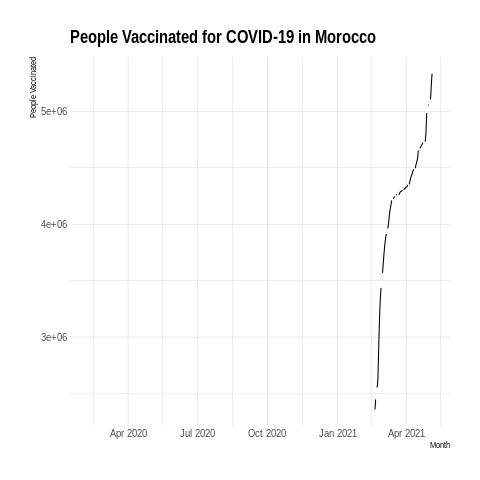 People Vaccinated for COVID-19 in Morocco
People Vaccinated
5e+06
4e+06
3e+06
Apr 2020 Jul 2020 Oct 2020 Jan 2021 Apr 2021
Month